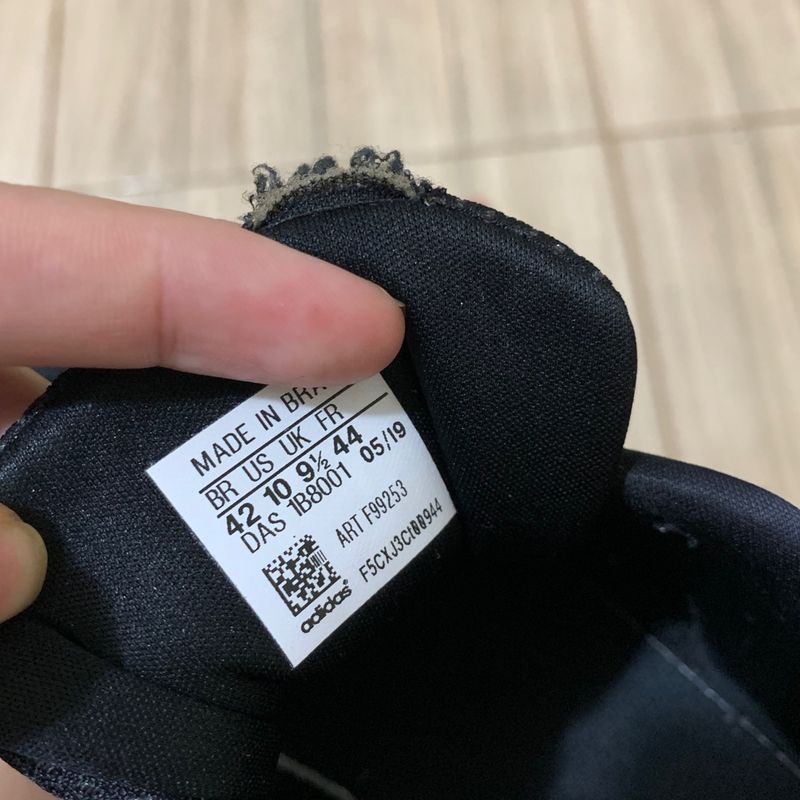 MADE IN BRA
BR US UK FR
42 10 9½ 44
DAS 1B8001 05/19
ART F99253
adidas